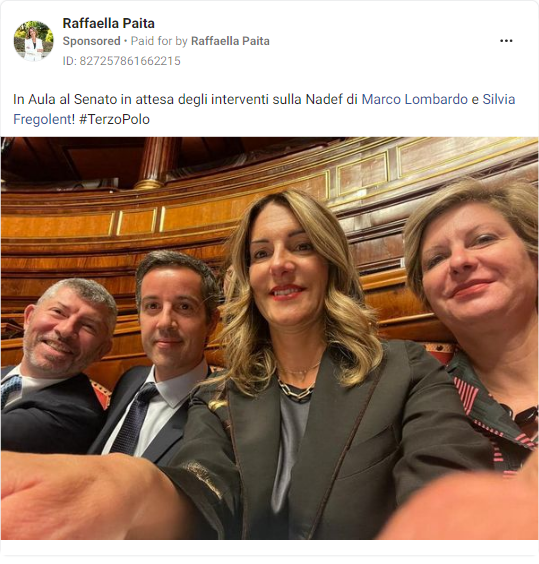 Raffaella Paita
Sponsored • Paid for by Raffaella Paita
ID: 827257861662215
In Aula al Senato in attesa degli interventi sulla Nadef di Marco Lombardo e Silvia
Fregolent! #TerzoPolo